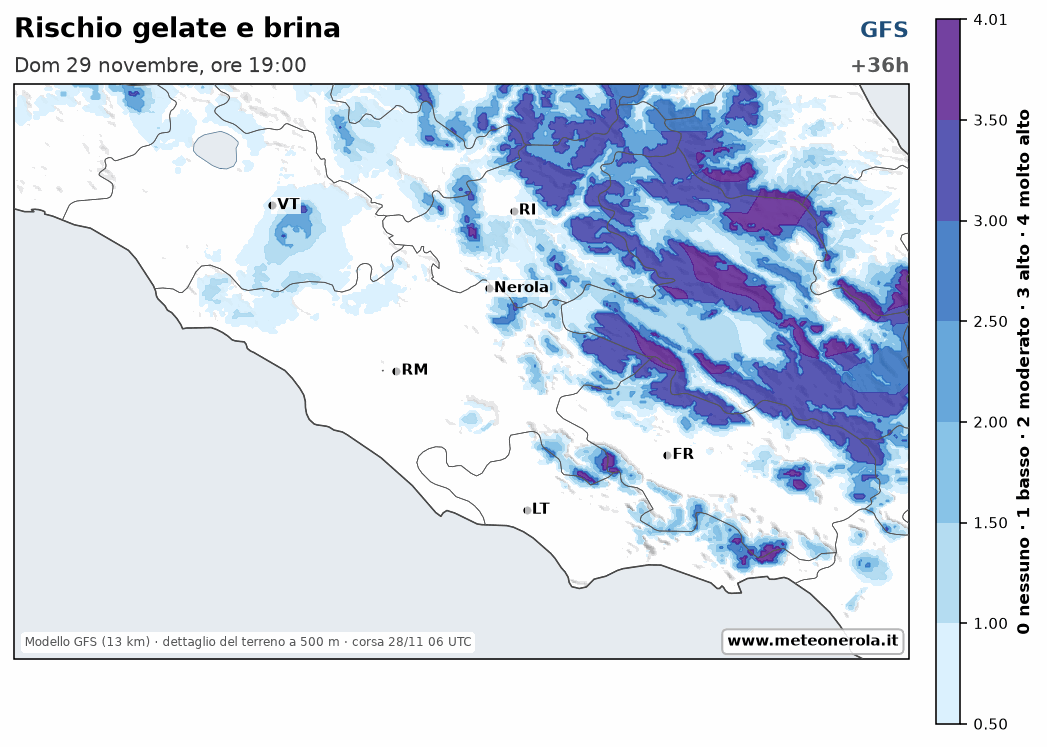 Rischio gelate e brina
GFS
Dom 29 novembre, ore 19:00
+36h
4.01
3.50
3.00
2.50
2.00
1.50
1.00
0.50
0 nessuno · 1 basso · 2 moderato · 3 alto · 4 molto alto
VT
RI
Nerola
RM
FR
LT
Modello GFS (13 km) · dettaglio del terreno a 500 m · corsa 28/11 06 UTC
www.meteonerola.it